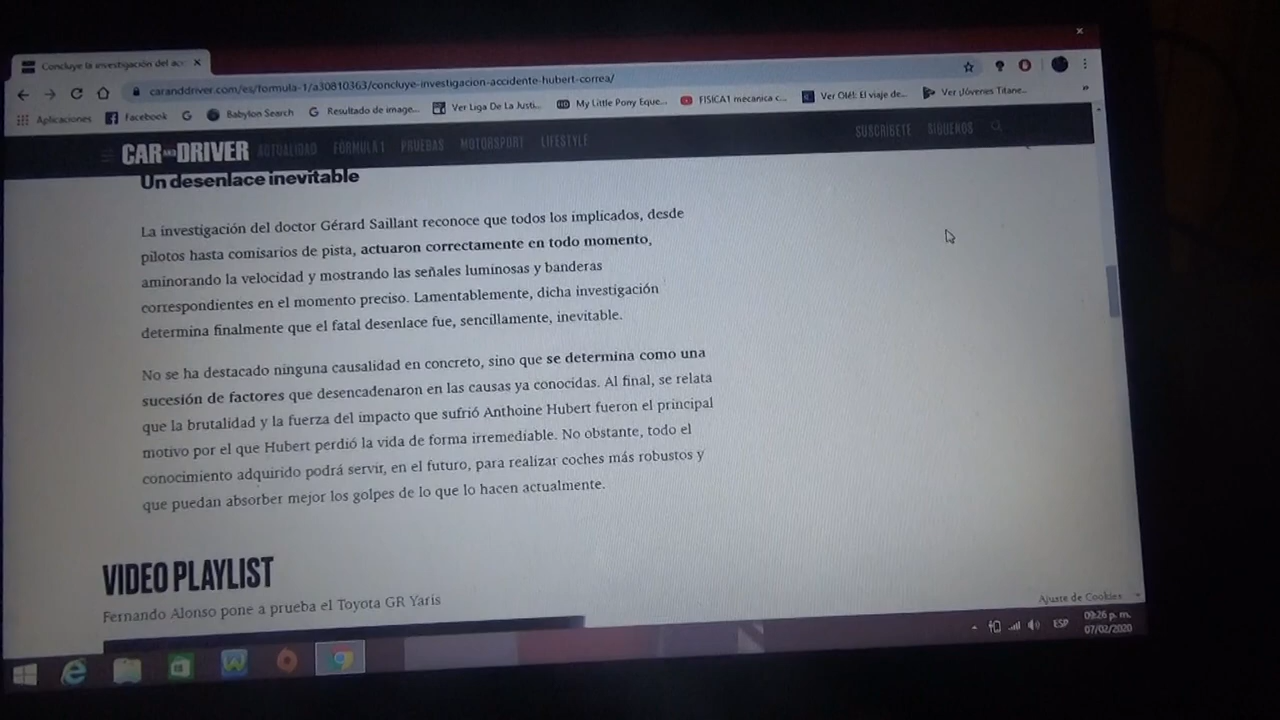 Concluye la investigación del acc
caranddriver.com/es/formula-1/a30810363/concluye-investigacion-accidente-hubert-correa/
Aplicaciones Facebook Babylon Search Resultado de image... Ver Liga De La Justi... My Little Pony Eque... FISICA1 mecanica c... Ver Olé!: El viaje de... Ver Jóvenes Titane...
CAR AND DRIVER ACTUALIDAD FÓRMULA 1 PRUEBAS MOTORSPORT LIFESTYLE SUSCRÍBETE SÍGUENOS
Un desenlace inevitable
La investigación del doctor Gérard Saillant reconoce que todos los implicados, desde
pilotos hasta comisarios de pista, actuaron correctamente en todo momento,
aminorando la velocidad y mostrando las señales luminosas y banderas
correspondientes en el momento preciso. Lamentablemente, dicha investigación
determina finalmente que el fatal desenlace fue, sencillamente, inevitable.
No se ha destacado ninguna causalidad en concreto, sino que se determina como una
sucesión de factores que desencadenaron en las causas ya conocidas. Al final, se relata
que la brutalidad y la fuerza del impacto que sufrió Anthoine Hubert fueron el principal
motivo por el que Hubert perdió la vida de forma irremediable. No obstante, todo el
conocimiento adquirido podrá servir, en el futuro, para realizar coches más robustos y
que puedan absorber mejor los golpes de lo que lo hacen actualmente.
VIDEO PLAYLIST
Fernando Alonso pone a prueba el Toyota GR Yaris
Ajuste de Cookies
ESP
09:26 p. m.
07/02/2020